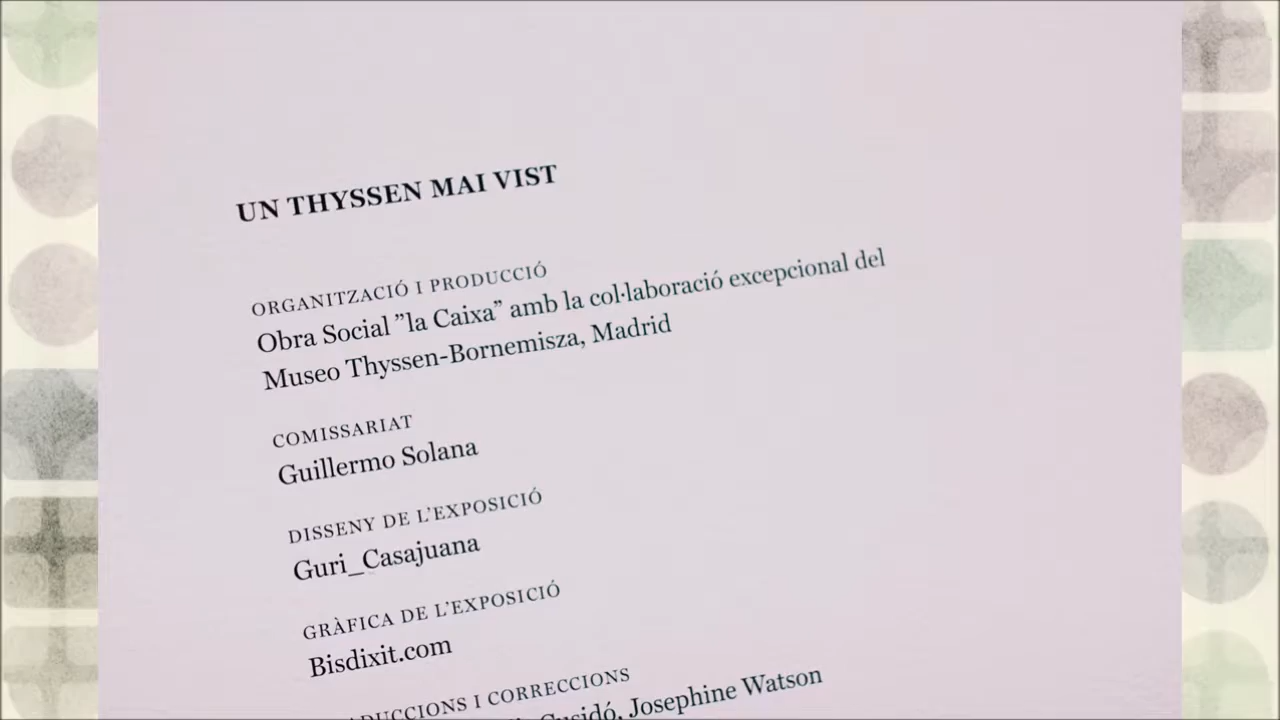 UN THYSSEN MAI VIST
ORGANITZACIÓ I PRODUCCIÓ
Obra Social ”la Caixa” amb la col·laboració excepcional del
Museo Thyssen-Bornemisza, Madrid
COMISSARIAT
Guillermo Solana
DISSENY DE L’EXPOSICIÓ
Guri_Casajuana
GRÀFICA DE L’EXPOSICIÓ
Bisdixit.com
I CORRECCIONS
Josephine Watson